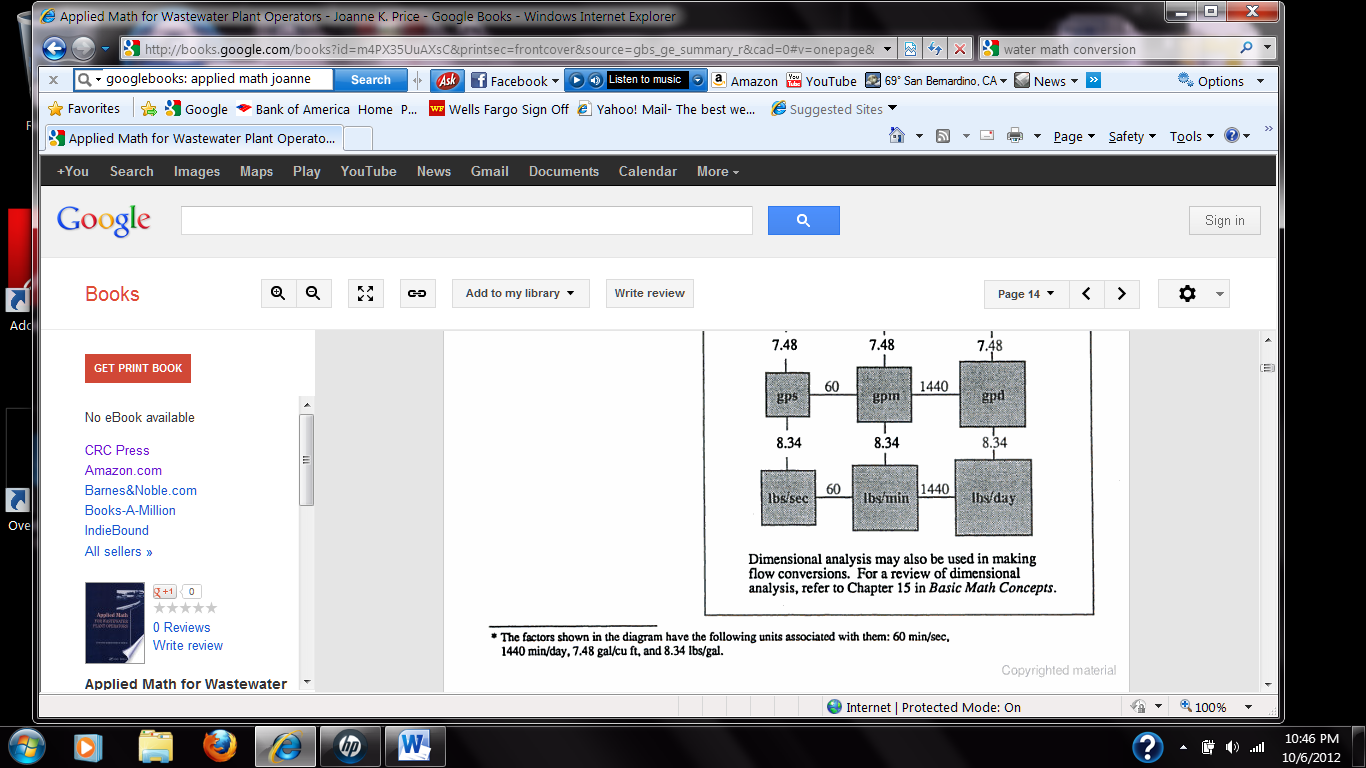 Applied Math for Wastewater Plant Operators - Joanne K. Price - Google Books - Windows Internet Explorer
http://books.google.com/books?id=m4PX35UuAXsC&printsec=frontcover&source=gbs_ge_summary_r&cad=0#v=onepage&
water math conversion
googlebooks: applied math joanne
Search
Ask
Facebook
Listen to music
Amazon
YouTube
69° San Bernardino, CA
News
Options
Favorites
Google
Bank of America Home P...
WF
Wells Fargo Sign Off
Yahoo! Mail- The best we...
Suggested Sites
Applied Math for Wastewater Plant Operato...
Page
Safety
Tools
+You Search Images Maps Play YouTube News Gmail Documents Calendar More
Google
Sign in
Books
Add to my library
Write review
Page 14
GET PRINT BOOK
No eBook available
CRC Press
Amazon.com
Barnes&Noble.com
Books-A-Million
IndieBound
All sellers »
+1
0
0 Reviews
Write review
Applied Math for Wastewater
7.48 7.48 7.48
gps 60 gpm 1440 gpd
8.34 8.34 8.34
lbs/sec 60 lbs/min 1440 lbs/day
Dimensional analysis may also be used in making
flow conversions. For a review of dimensional
analysis, refer to Chapter 15 in Basic Math Concepts.
* The factors shown in the diagram have the following units associated with them: 60 min/sec,
1440 min/day, 7.48 gal/cu ft, and 8.34 lbs/gal.
Copyrighted material
Internet | Protected Mode: On
100%
Adc
Ove
hp
10:46 PM
10/6/2012